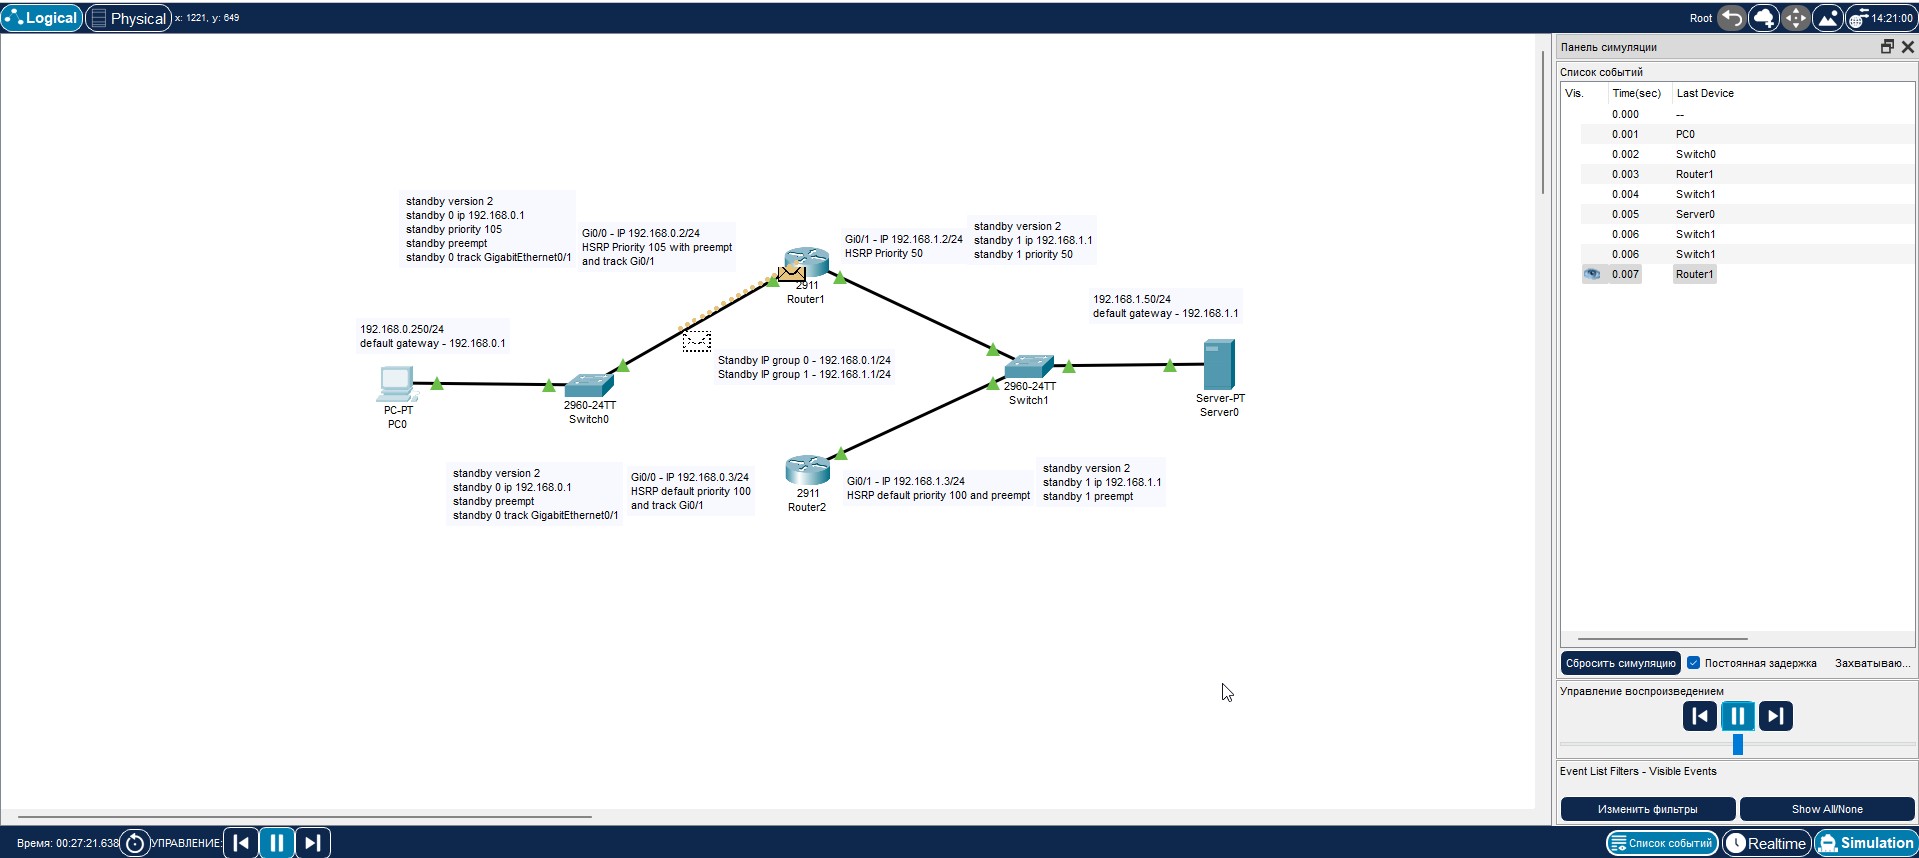 Logical
Physical
x: 1221, y: 649
Root
14:21:00
Панель симуляции
Список событий
Vis.
Time(sec)
Last Device
0.000
--
0.001
PC0
0.002
Switch0
0.003
Router1
0.004
Switch1
0.005
Server0
0.006
Switch1
0.006
Switch1
0.007
Router1
standby version 2
standby 0 ip 192.168.0.1
standby priority 105
standby preempt
standby 0 track GigabitEthernet0/1
Gi0/0 - IP 192.168.0.2/24
HSRP Priority 105 with preempt
and track Gi0/1
2911
Router1
Gi0/1 - IP 192.168.1.2/24
HSRP Priority 50
standby version 2
standby 1 ip 192.168.1.1
standby 1 priority 50
192.168.1.50/24
default gateway - 192.168.1.1
192.168.0.250/24
default gateway - 192.168.0.1
Standby IP group 0 - 192.168.0.1/24
Standby IP group 1 - 192.168.1.1/24
PC-PT
PC0
2960-24TT
Switch0
2960-24TT
Switch1
Server-PT
Server0
standby version 2
standby 0 ip 192.168.0.1
standby preempt
standby 0 track GigabitEthernet0/1
Gi0/0 - IP 192.168.0.3/24
HSRP default priority 100
and track Gi0/1
2911
Router2
Gi0/1 - IP 192.168.1.3/24
HSRP default priority 100 and preempt
standby version 2
standby 1 ip 192.168.1.1
standby 1 preempt
Сбросить симуляцию
Постоянная задержка
Захватываю...
Управление воспроизведением
Event List Filters - Visible Events
Изменить фильтры
Show All/None
Время: 00:27:21.638
УПРАВЛЕНИЕ:
Список событий
Realtime
Simulation